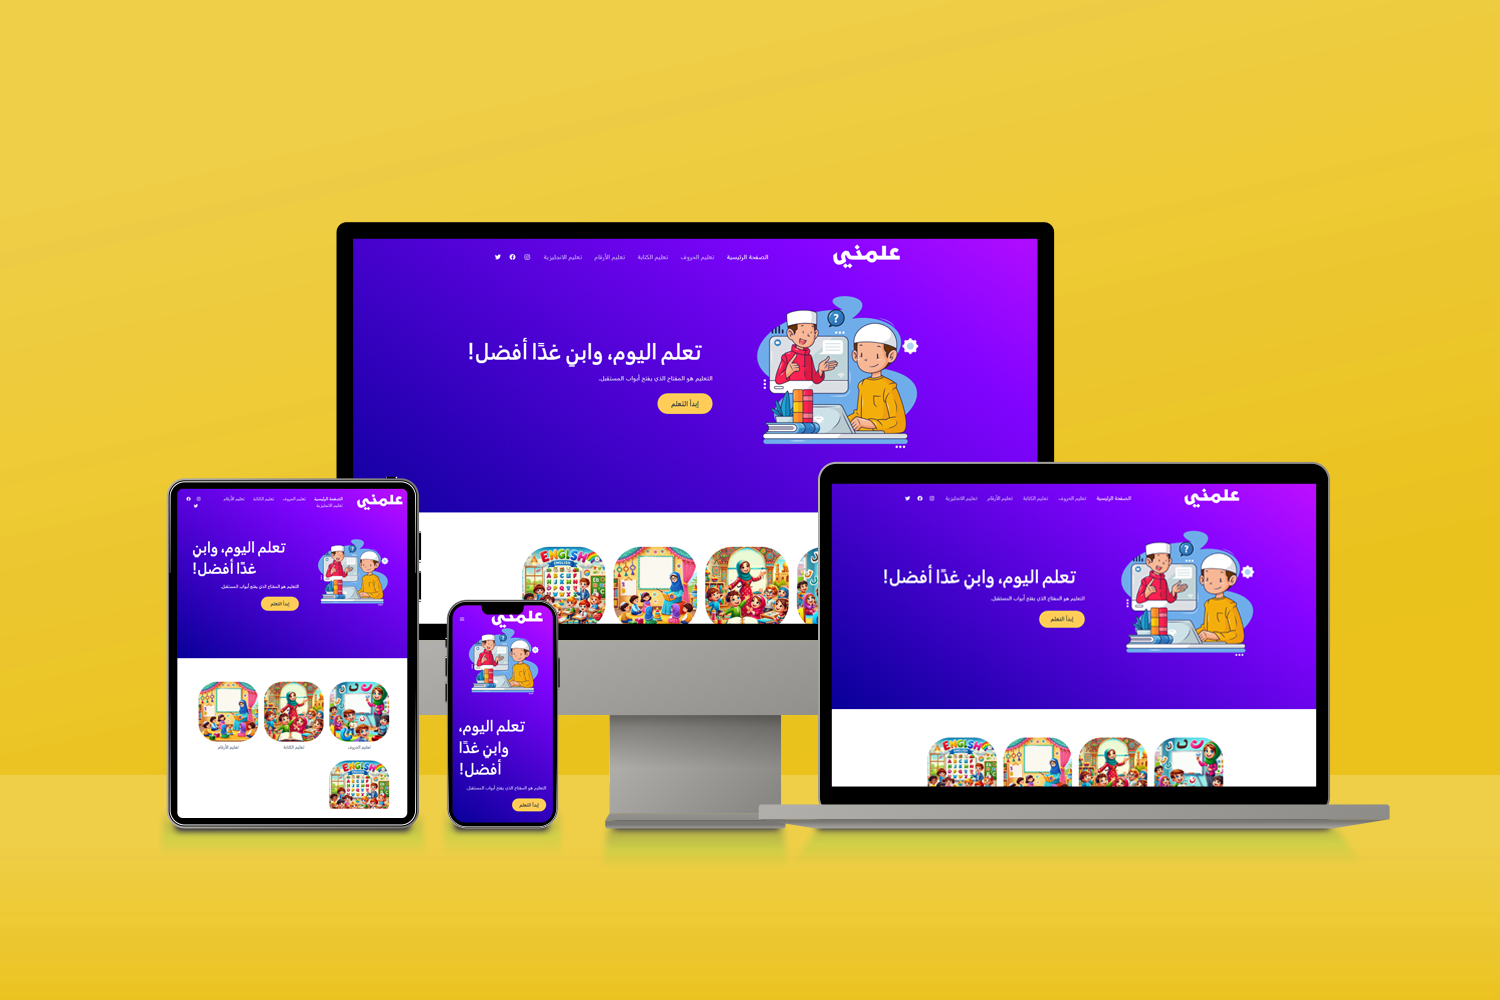 علمني
الصفحة الرئيسية
تعليم الحروف
تعليم الكتابة
تعليم الأرقام
تعليم الانجليزية
تعلم اليوم، وابنِ غدًا أفضل!
التعليم هو المفتاح الذي يفتح أبواب المستقبل.
إبدأ التعلم
ENGLISH
ENGLISH
علمني
الصفحة الرئيسية
تعليم الحروف
تعليم الكتابة
تعليم الأرقام
تعليم الانجليزية
تعلم اليوم، وابنِ
غدًا أفضل!
التعليم هو المفتاح الذي يفتح أبواب المستقبل.
إبدأ التعلم
تعليم الحروف
تعليم الكتابة
تعليم الأرقام
ENGLISH
علمني
تعلم اليوم،
وابنِ غدًا
أفضل!
التعليم هو المفتاح الذي يفتح أبواب المستقبل.
إبدأ التعلم
علمني
الصفحة الرئيسية
تعليم الحروف
تعليم الكتابة
تعليم الأرقام
تعليم الانجليزية
تعلم اليوم، وابنِ غدًا أفضل!
التعليم هو المفتاح الذي يفتح أبواب المستقبل.
إبدأ التعلم
ENGLISH